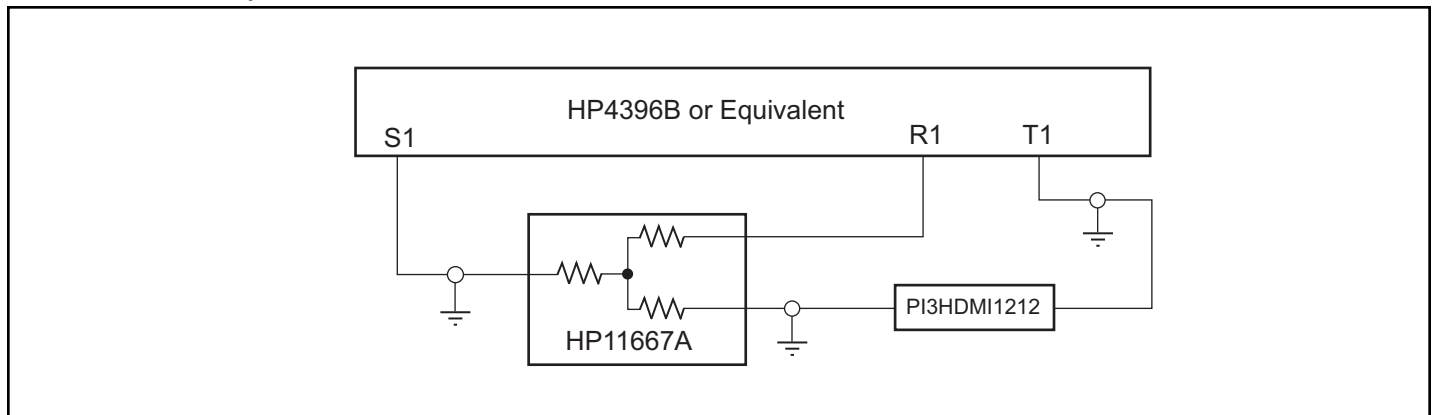 HP4396B or Equivalent
S1
R1
T1
PI3HDMI1212
HP11667A